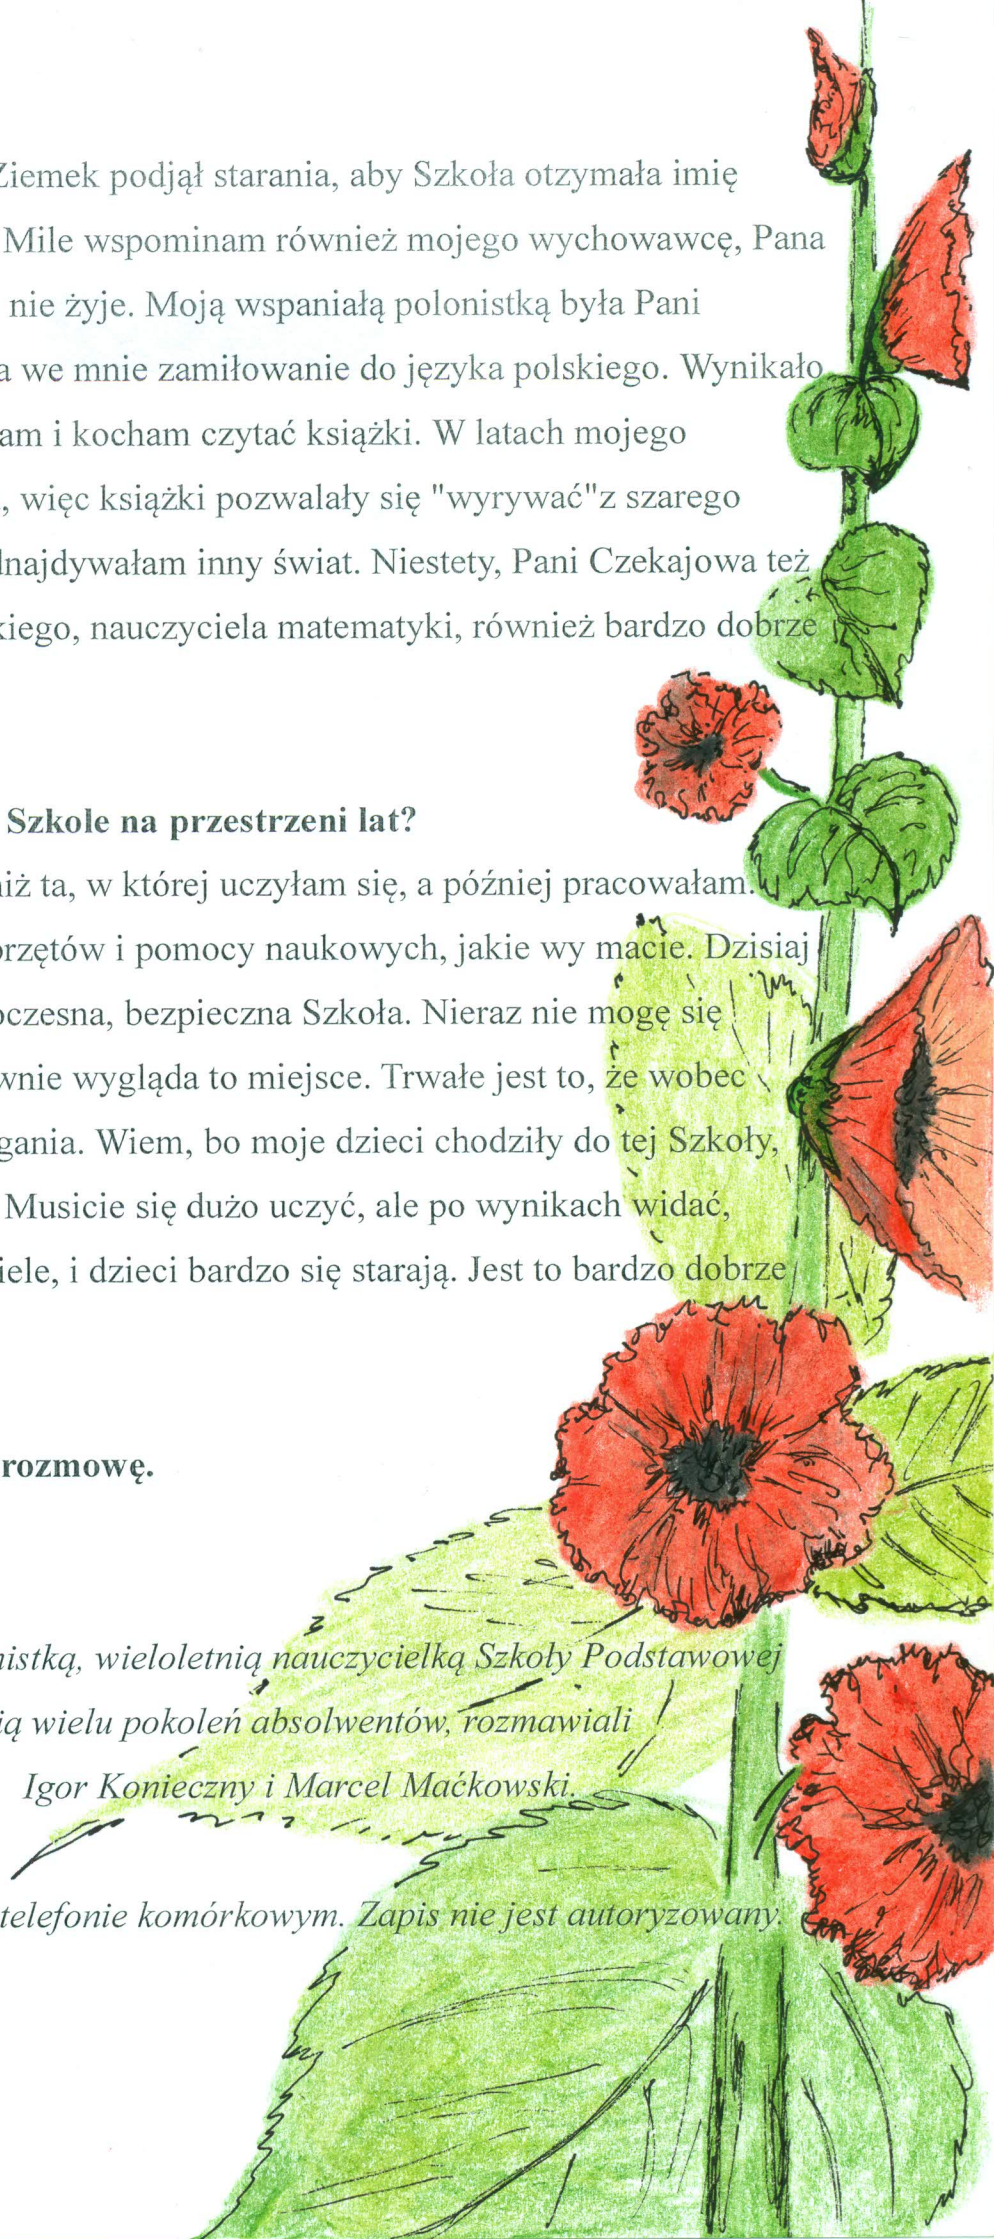 Ziemek podjął starania, aby Szkoła otzymała imię
Mile wspominam również mojego wychowawcę, Pana
nie żyje. Moją wspaniałą polonistką była Pani
a we mnie zamiłowanie do języka polskiego. Wynikało
am i kocham czytać książki. W latach mojego
, więc książki pozwalały się "wyrywać"z szarego
dnajdywałam inny świat. Niestety, Pani Czekajowa też
kiego, nauczyciela matematyki, również bardzo dobrze
Szkole na przestrzeni lat?
niż ta, w której uczyłam się, a później pracowałam.
przętów i pomocy naukowych, jakie wy macie. Dzisiaj
oczesna, bezpieczna Szkoła. Nieraz nie mogę się
wnie wygląda to miejsce. Trwałe jest to, że wobec
gania. Wiem, bo moje dzieci chodziły do tej Szkoły,
Musicie się dużo uczyć, ale po wynikach widać,
iele, i dzieci bardzo się starają. Jest to bardzo dobrze
rozmowę.
nistką, wieloletnią nauczycielką Szkoły Podstawowej
ią wielu pokoleń absolwentów, rozmawiali
Igor Konieczny i Marcel Maćkowski.
telefonie komórkowym. Zapis nie jest autoryzowany.